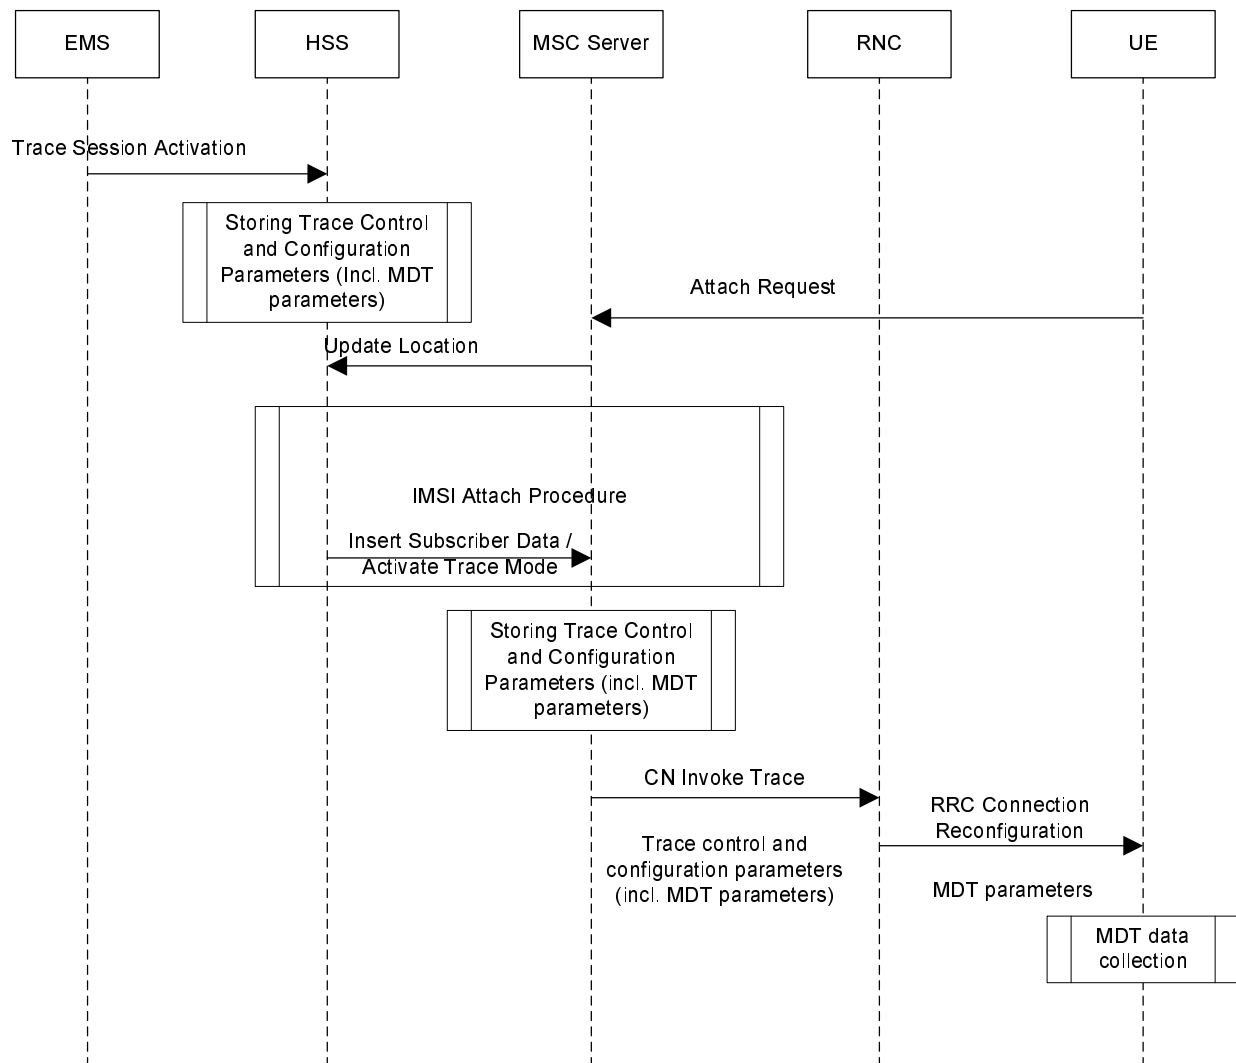 EMS
HSS
MSC Server
RNC
UE
Trace Session Activation
Storing Trace Control
and Configuration
Parameters (Incl. MDT
parameters)
Attach Request
Update Location
IMSI Attach Procedure
Insert Subscriber Data /
Activate Trace Mode
Storing Trace Control
and Configuration
Parameters (incl. MDT
parameters)
CN Invoke Trace
RRC Connection
Reconfiguration
Trace control and
configuration parameters
(incl. MDT parameters)
MDT parameters
MDT data
collection